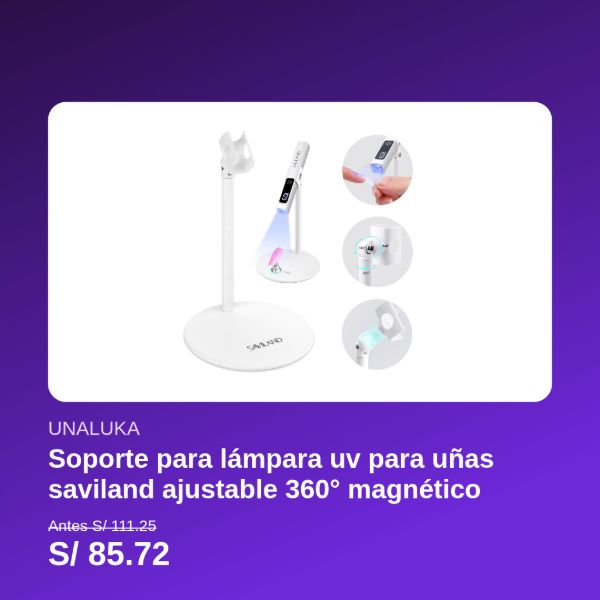 SAVILAND
UNALUKA
Soporte para lámpara uv para uñas
saviland ajustable 360° magnético
Antes S/ 111.25
S/ 85.72